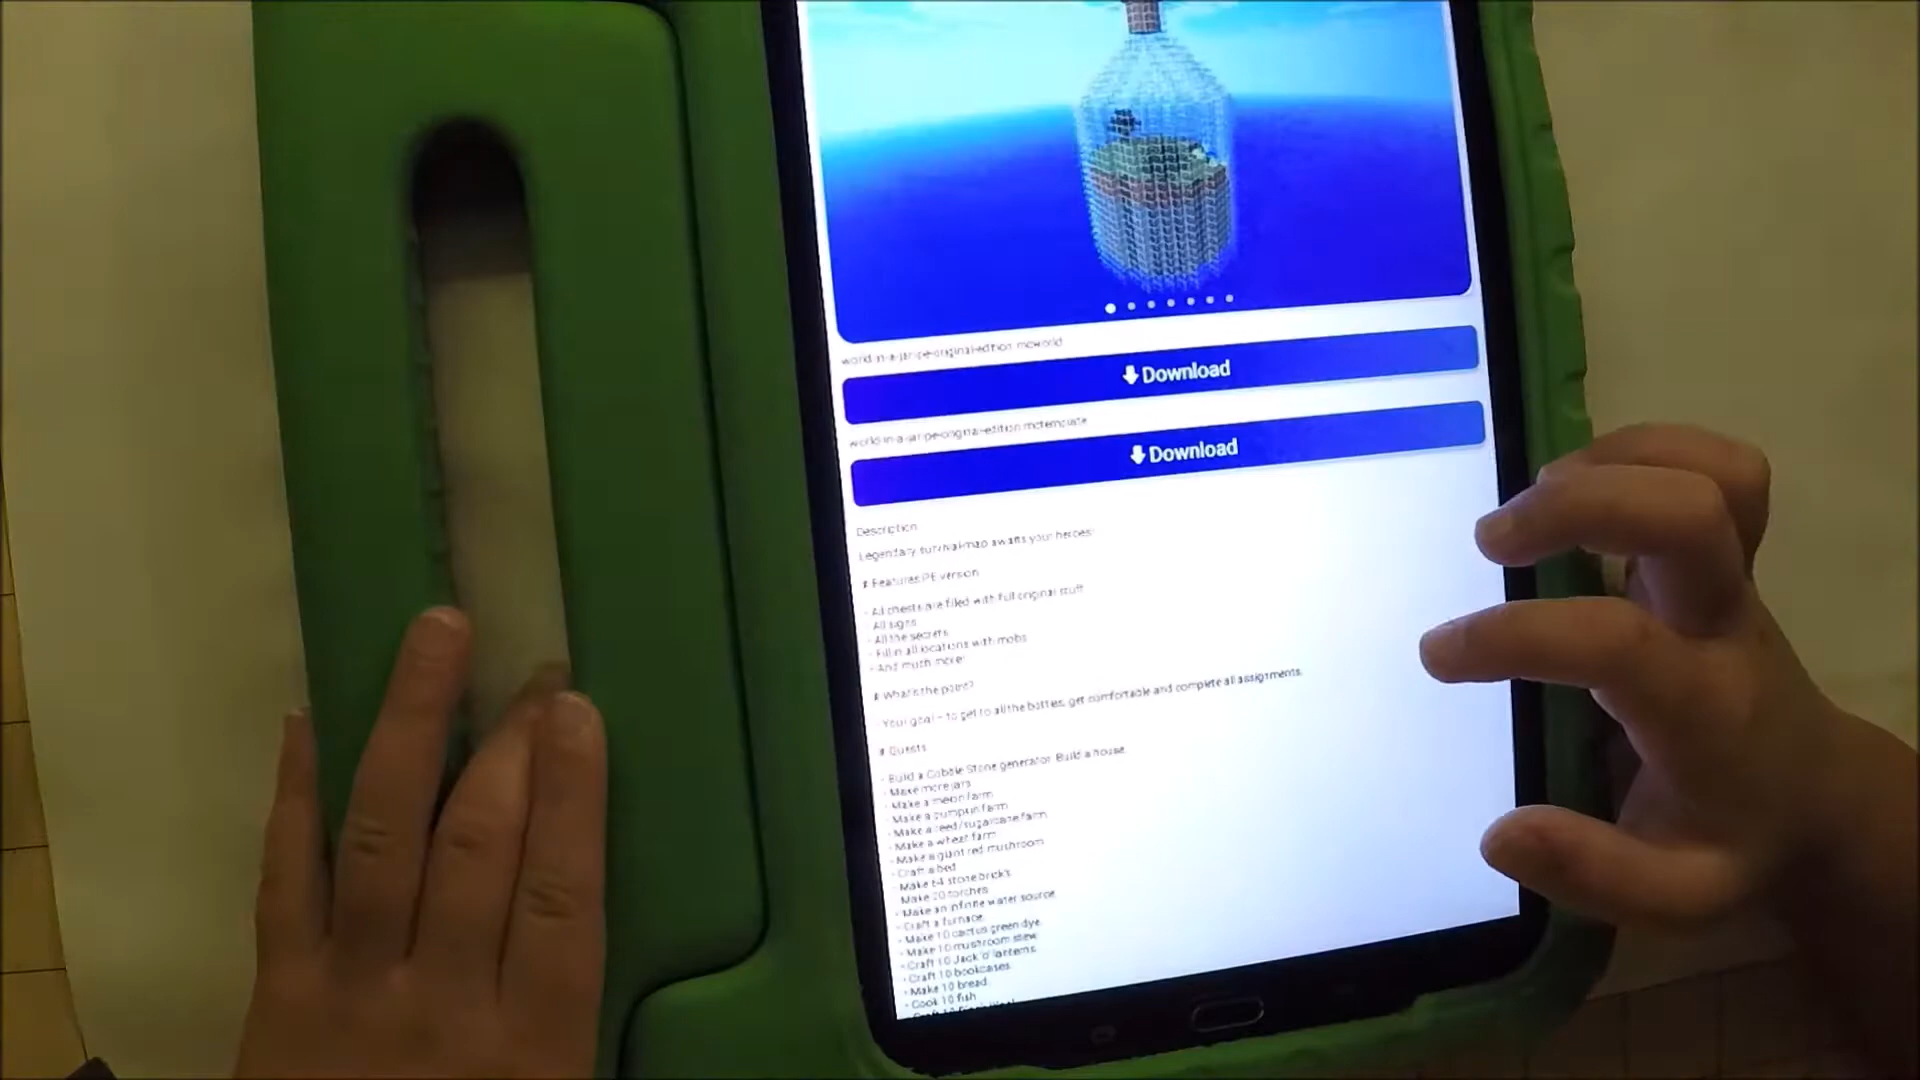 world-in-a-jar-pe-original-edition.mcworld
Download
world-in-a-jar-pe-original-edition.mctemplate
Download
Description
Legendary survival-map awaits your heroes!
# Features PE version
- All chests are filled with full original stuff
All signs
- All the secrets
- Fill in all locations with mobs
- And much more!
# What's the point?
- Your goal – to get to all the bottles, get comfortable and complete all assignments.
# Quests
- Build a Cobble Stone generator. Build a house.
- Make more jars
- Make a melon farm
- Make a pumpkin farm
- Make a reed/sugarcane farm
- Make a wheat farm
- Make a giant red mushroom
- Craft a bed
- Make 64 stone bricks
Make 20 torches
- Make an infinite water source
- Craft a furnace.
- Make 10 cactus green dye.
- Make 10 mushroom stew
- Craft 10 Jack'o'lanterns
- Craft 10 bookcases.
- Make 10 bread.
- Cook 10 fish